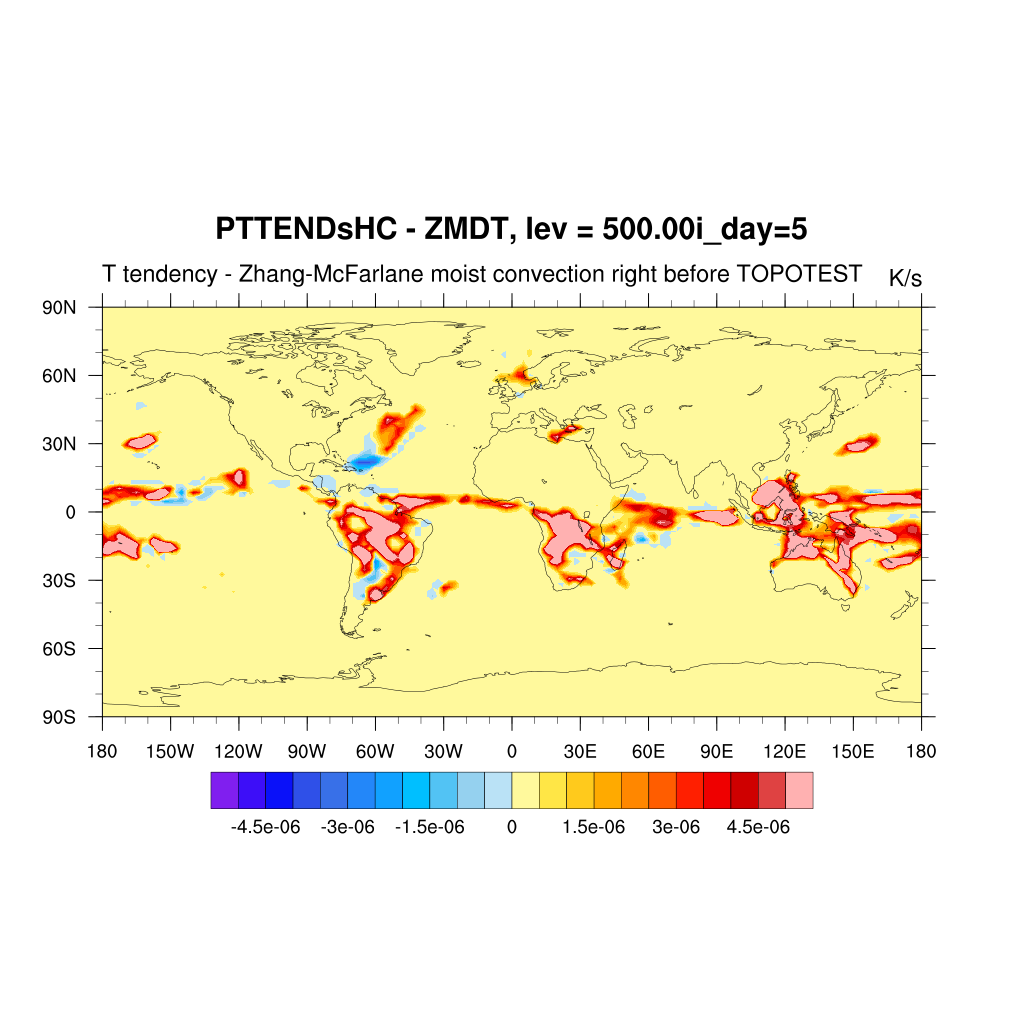 PTTENDsHC - ZMDT, lev = 500.00i_day=5
T tendency - Zhang-McFarlane moist convection right before TOPOTEST K/s
90N
60N
30N
0
30S
60S
90S
180 150W 120W 90W 60W 30W 0 30E 60E 90E 120E 150E 180
-4.5e-06 -3e-06 -1.5e-06 0 1.5e-06 3e-06 4.5e-06